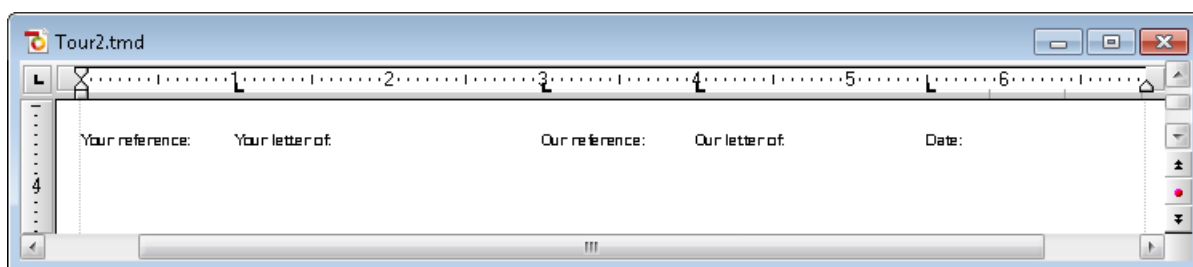 Tour2.tmd
L 1 2 3 4 5 6
Your reference: Your letter of: Our reference: Our letter of: Date:
4